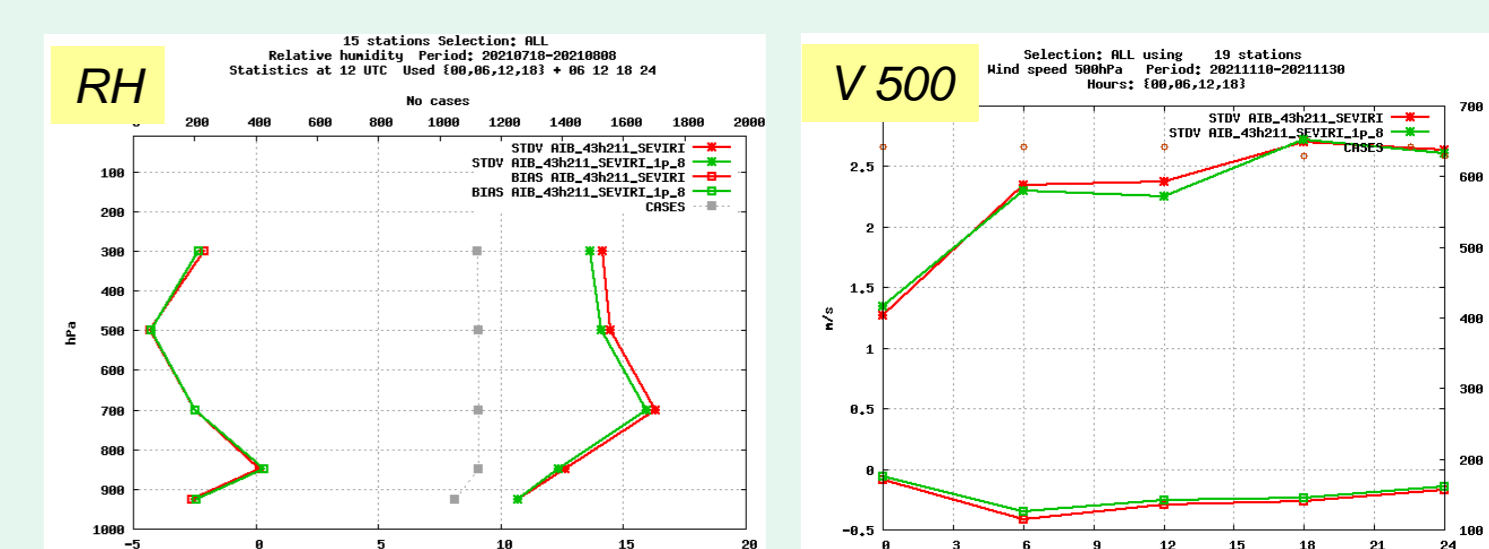 RH
15 stations Selection: ALL
Relative humidity Period: 20210718-20210808
Statistics at 12 UTC Used {00,06,12,18} + 06 12 18 24
No cases
200 400 600 800 1000 1200 1400 1600 1800 2000
STDV AIB_43h211_SEVIRI
STDV AIB_43h211_SEVIRI_1p_8
BIAS AIB_43h211_SEVIRI
BIAS AIB_43h211_SEVIRI_1p_8
CASES
hPa
100
200
300
400
500
600
700
800
900
1000
-5 0 5 10 15 20
V 500
Selection: ALL using 19 stations
Wind speed 500hPa Period: 20211110-20211130
Hours: {00,06,12,18}
STDV AIB_43h211_SEVIRI
STDV AIB_43h211_SEVIRI_1p_8
CASES
m/s
2.5
2
1.5
1
0.5
0
-0.5
700
600
500
400
300
200
100
0 3 6 9 12 15 18 21 24